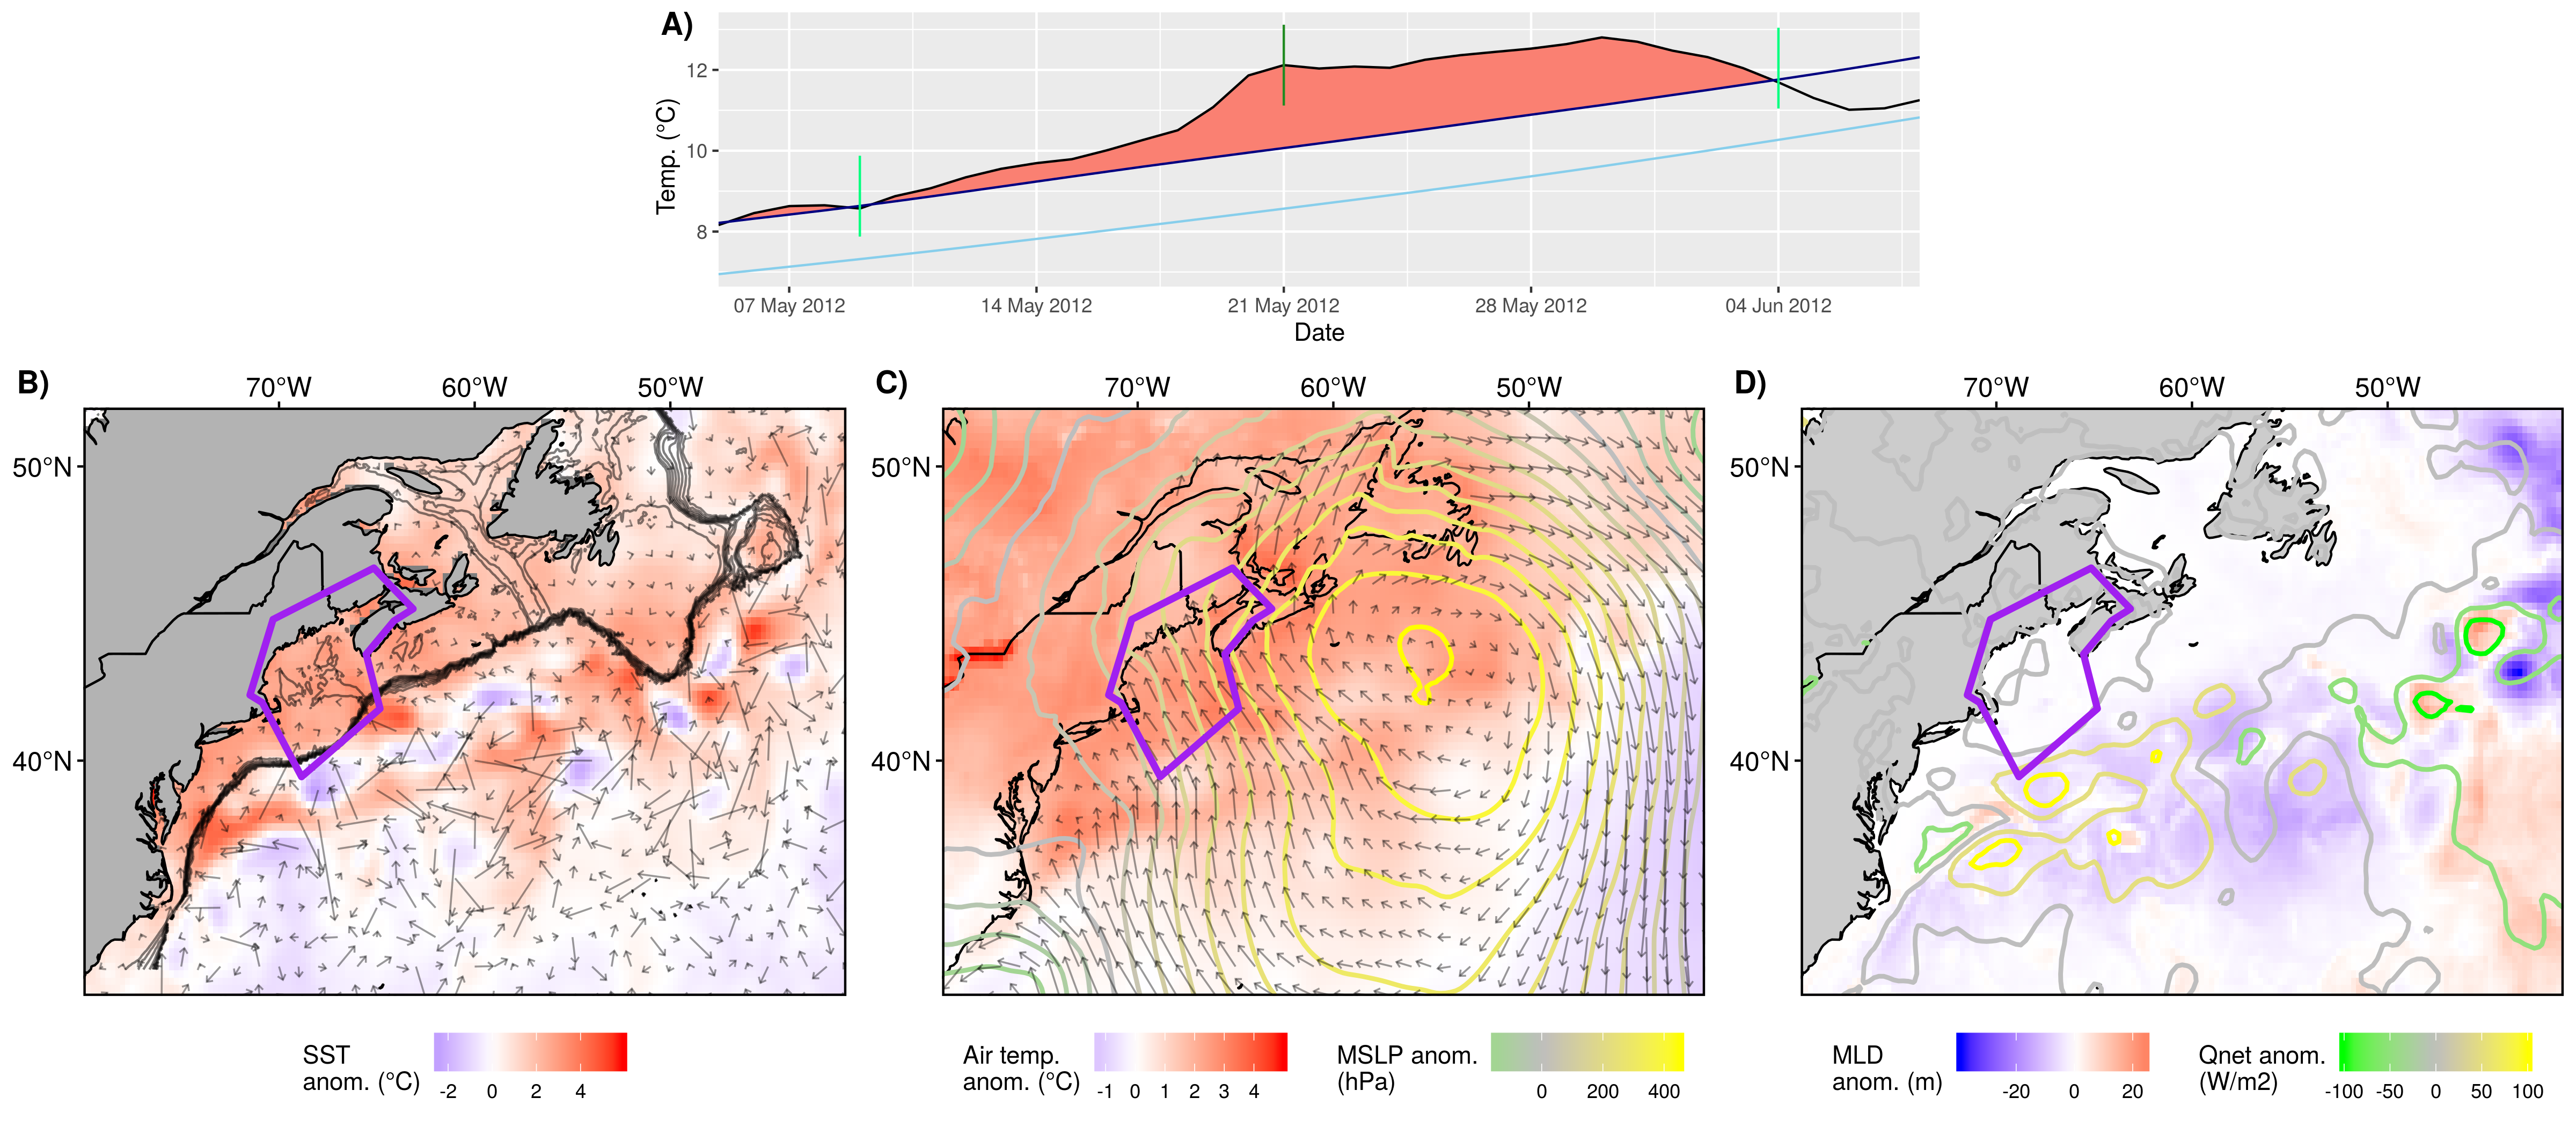 A)
12
10
8
Temp. (°C)
07 May 2012 14 May 2012 21 May 2012 28 May 2012 04 Jun 2012
Date
B)
70°W 60°W 50°W
50°N
40°N
SST
anom. (°C)
-2 0 2 4
C)
70°W 60°W 50°W
50°N
40°N
Air temp.
anom. (°C)
-1 0 1 2 3 4
MSLP anom.
(hPa)
0 200 400
D)
70°W 60°W 50°W
50°N
40°N
MLD
anom. (m)
-20 0 20
Qnet anom.
(W/m2)
-100 -50 0 50 100